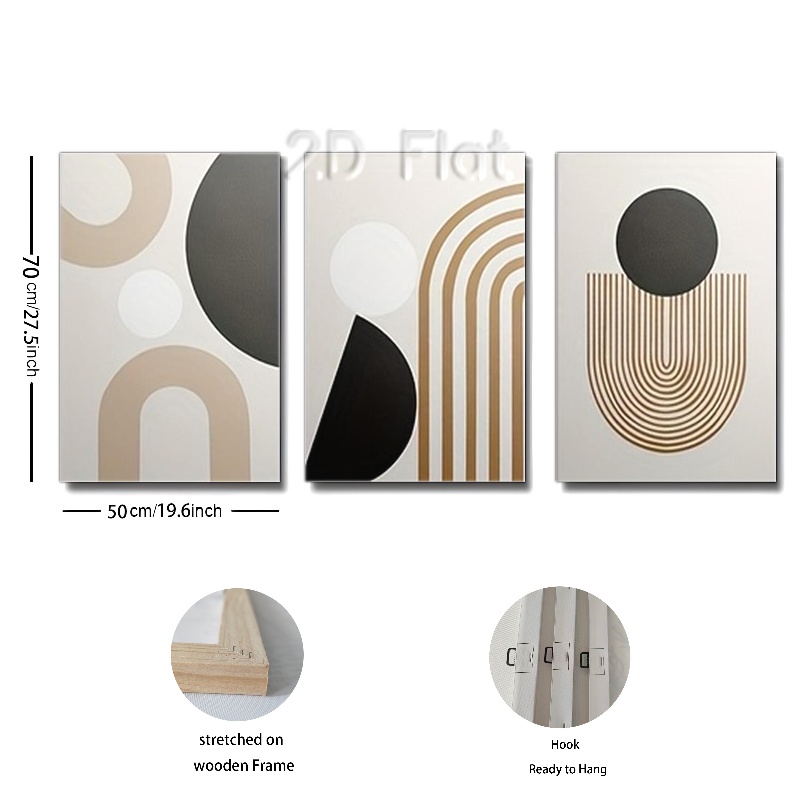 2D Flat
70 cm/27.5inch
50cm/19.6inch
stretched on
wooden Frame
Hook
Ready to Hang